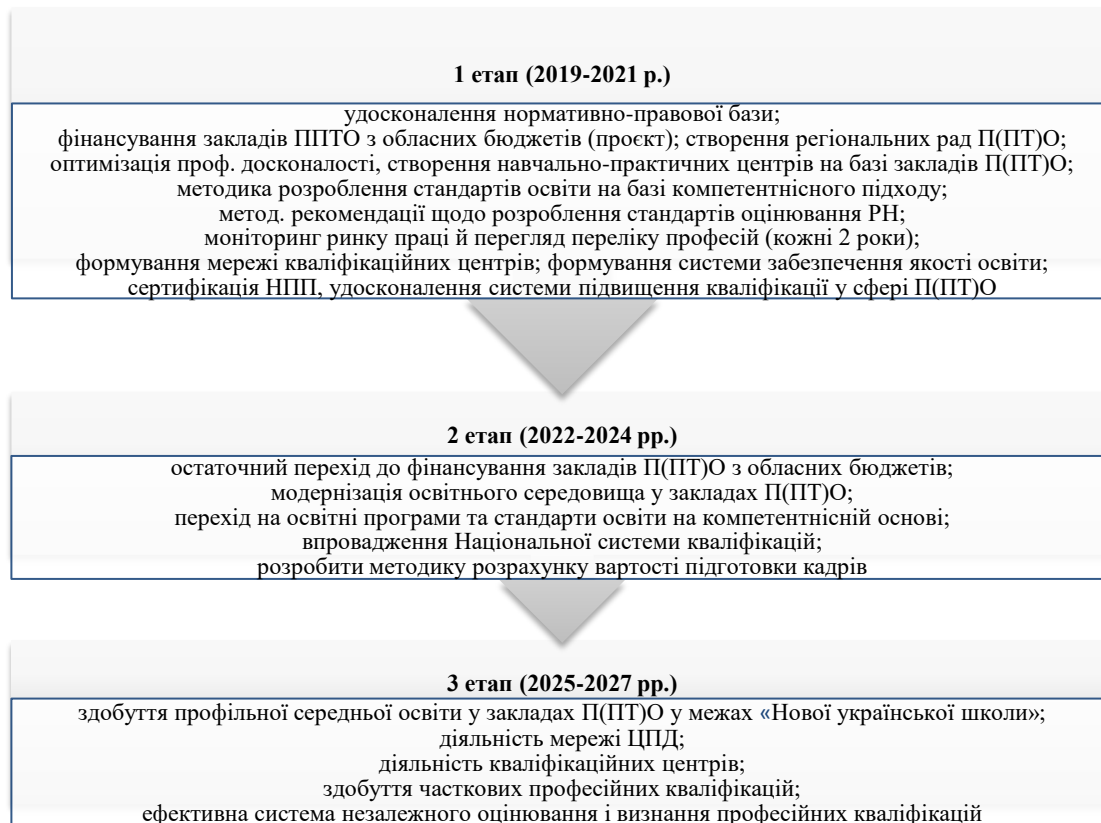 1 етап (2019-2021 р.)
удосконалення нормативно-правової бази;
фінансування закладів ППТО з обласних бюджетів (проєкт); створення регіональних рад П(ПТ)О;
оптимізація проф. досконалості, створення навчально-практичних центрів на базі закладів П(ПТ)О;
методика розроблення стандартів освіти на базі компетентнісного підходу;
метод. рекомендації щодо розроблення стандартів оцінювання РН;
моніторинг ринку праці й перегляд переліку професій (кожні 2 роки);
формування мережі кваліфікаційних центрів; формування системи забезпечення якості освіти;
сертифікація НПП, удосконалення системи підвищення кваліфікації у сфері П(ПТ)О
2 етап (2022-2024 рр.)
остаточний перехід до фінансування закладів П(ПТ)О з обласних бюджетів;
модернізація освітнього середовища у закладах П(ПТ)О;
перехід на освітні програми та стандарти освіти на компетентнісній основі;
впровадження Національної системи кваліфікацій;
розробити методику розрахунку вартості підготовки кадрів
3 етап (2025-2027 рр.)
здобуття профільної середньої освіти у закладах П(ПТ)О у межах «Нової української школи»;
діяльність мережі ЦПД;
діяльність кваліфікаційних центрів;
здобуття часткових професійних кваліфікацій;
ефективна система незалежного оцінювання і визнання професійних кваліфікацій